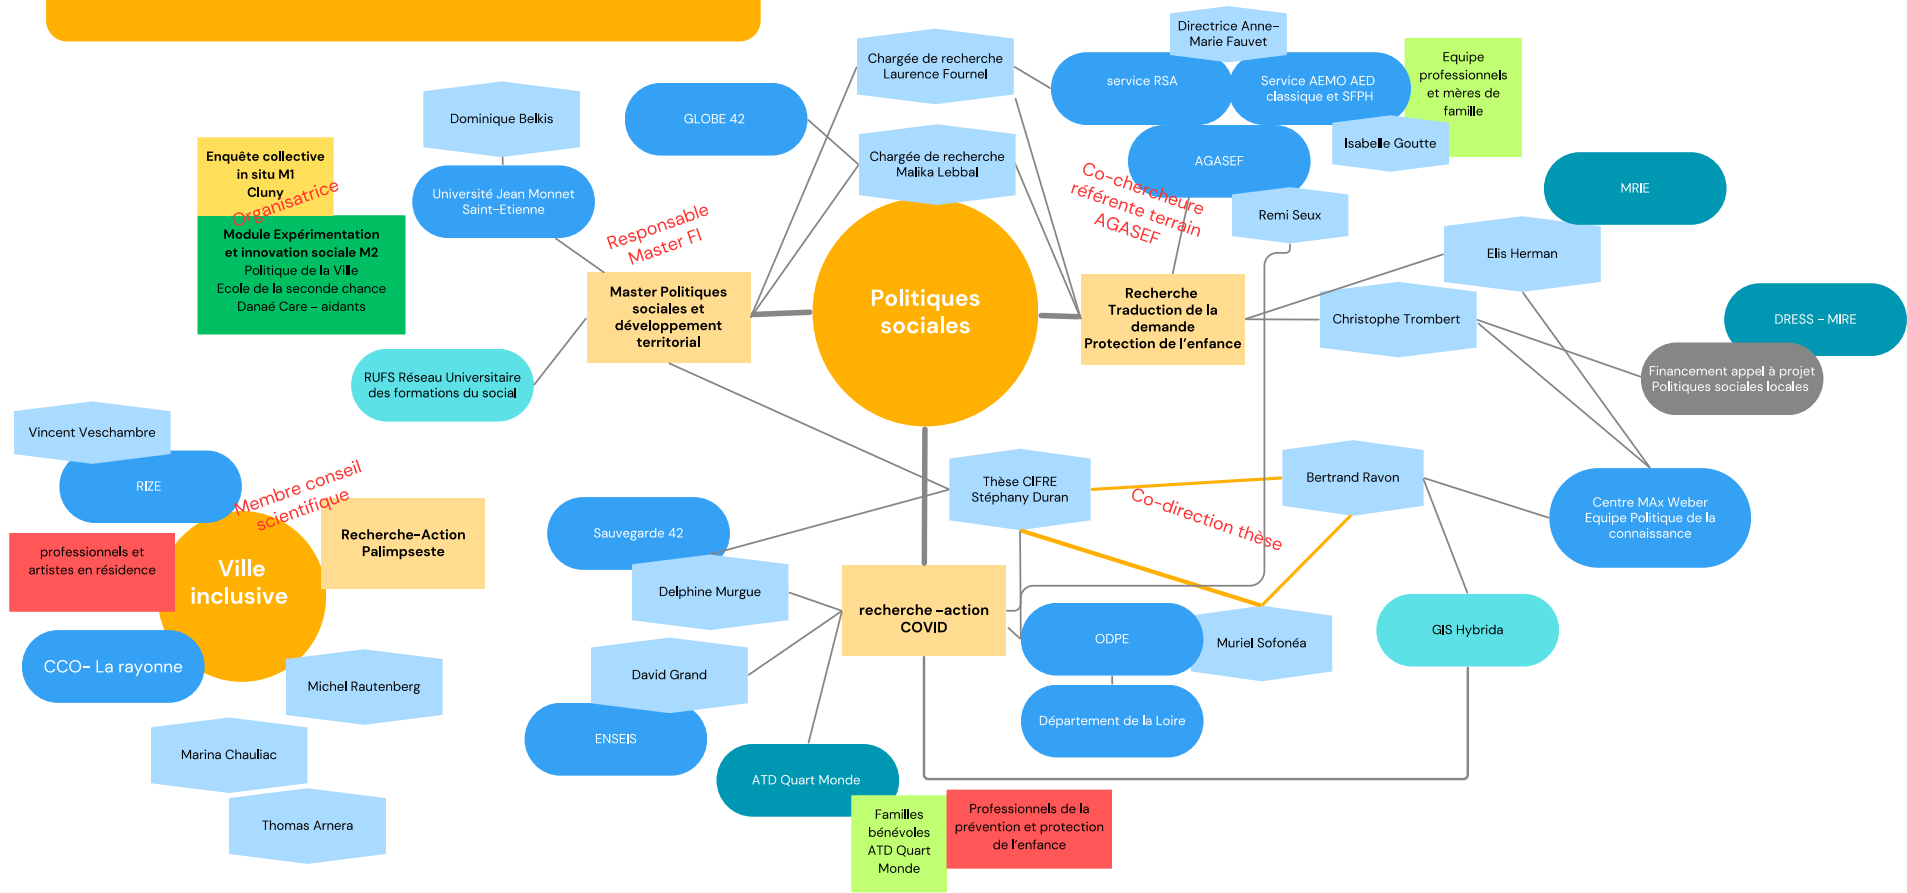 Directrice Anne-
Marie Fauvet
Chargée de recherche
Laurence Fournel
service RSA
Service AEMO AED
classique et SFPH
Equipe
professionnels
et mères de
famille
Dominique Belkis
GLOBE 42
Isabelle Goutte
Chargée de recherche
Malika Lebbal
AGASEF
Enquête collective
in situ M1
Cluny
Organisatrice
Université Jean Monnet
Saint-Etienne
Co-chercheure
référente terrain
AGASEF
MRIE
Remi Seux
Responsable
Master FI
Module Expérimentation
et innovation sociale M2
Politique de la Ville
Ecole de la seconde chance
Danaé Care - aidants
Elis Herman
Master Politiques
sociales et
développement
territorial
Politiques
sociales
Recherche
Traduction de la
demande
Protection de l'enfance
Christophe Trombert
DRESS - MIRE
Financement appel à projet
Politiques sociales locales
RUFS Réseau Universitaire
des formations du social
Vincent Veschambre
RIZE
Membre conseil
scientifique
Thèse CIFRE
Stéphany Duran
Bertrand Ravon
Co-direction thèse
Centre MAx Weber
Equipe Politique de la
connaissance
Sauvegarde 42
Recherche-Action
Palimpseste
professionnels et
artistes en résidence
Ville
inclusive
Delphine Murgue
recherche -action
COVID
ODPE
Muriel Sofonéa
GIS Hybrida
CCO- La rayonne
Michel Rautenberg
David Grand
Département de la Loire
ENSEIS
Marina Chauliac
ATD Quart Monde
Thomas Arnera
Familles
bénévoles
ATD Quart
Monde
Professionnels de la
prévention et protection
de l'enfance